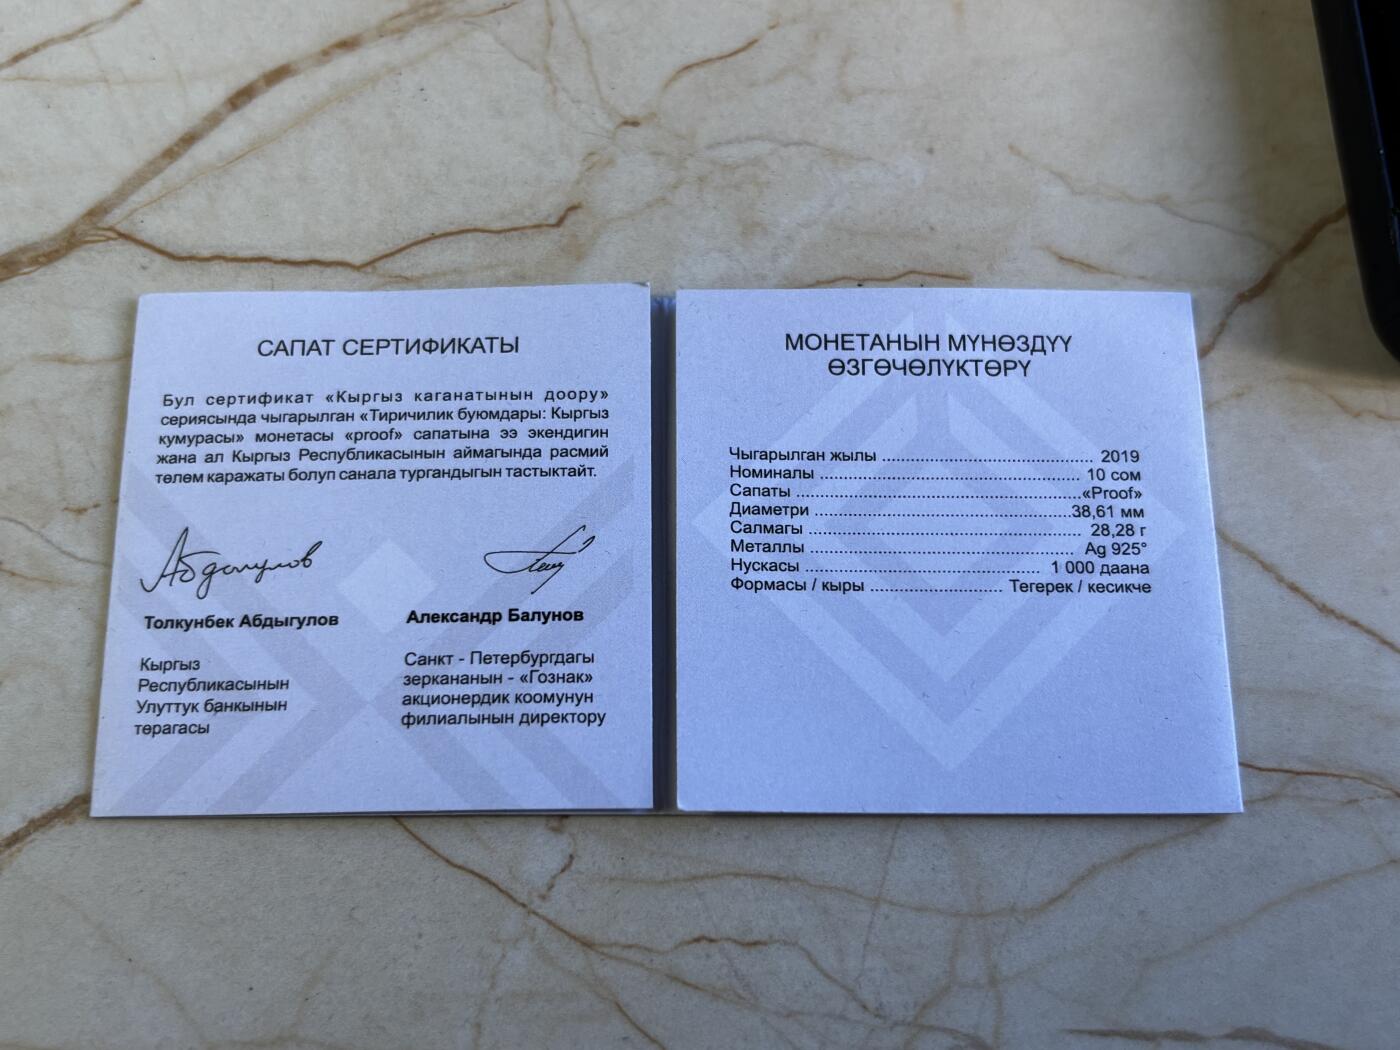 САПАТ СЕРТИФИКАТЫ
Бул сертификат «Кыргыз каганатынын доору»
сериясында чыгарылган «Тиричилик буюмдары: Кыргыз
кумурасы» монетасы «proof» сапатына ээ экендигин
жана ал Кыргыз Республикасынын аймагында расмий
төлөм каражаты болуп санала тургандыгын тастыктайт.
Абдыгулов
Толкунбек Абдыгулов
Кыргыз
Республикасынын
Улуттук банкынын
төрагасы
Александр Балунов
Санкт - Петербургдагы
зеркананын - «Гознак»
акционердик коомунун
филиалынын директору
МОНЕТАНЫН МҮНӨЗДҮҮ
ӨЗГӨЧӨЛҮКТӨРҮ
Чыгарылган жылы ........................................ 2019
Номиналы ................................................. 10 сом
Сапаты ......................................................«Proof»
Диаметри ..................................................38,61 мм
Салмагы ..................................................... 28,28 г
Металлы ................................................... Ag 925°
Нускасы ................................................ 1 000 даана
Формасы / кыры ......................... Тегерек / кесикче